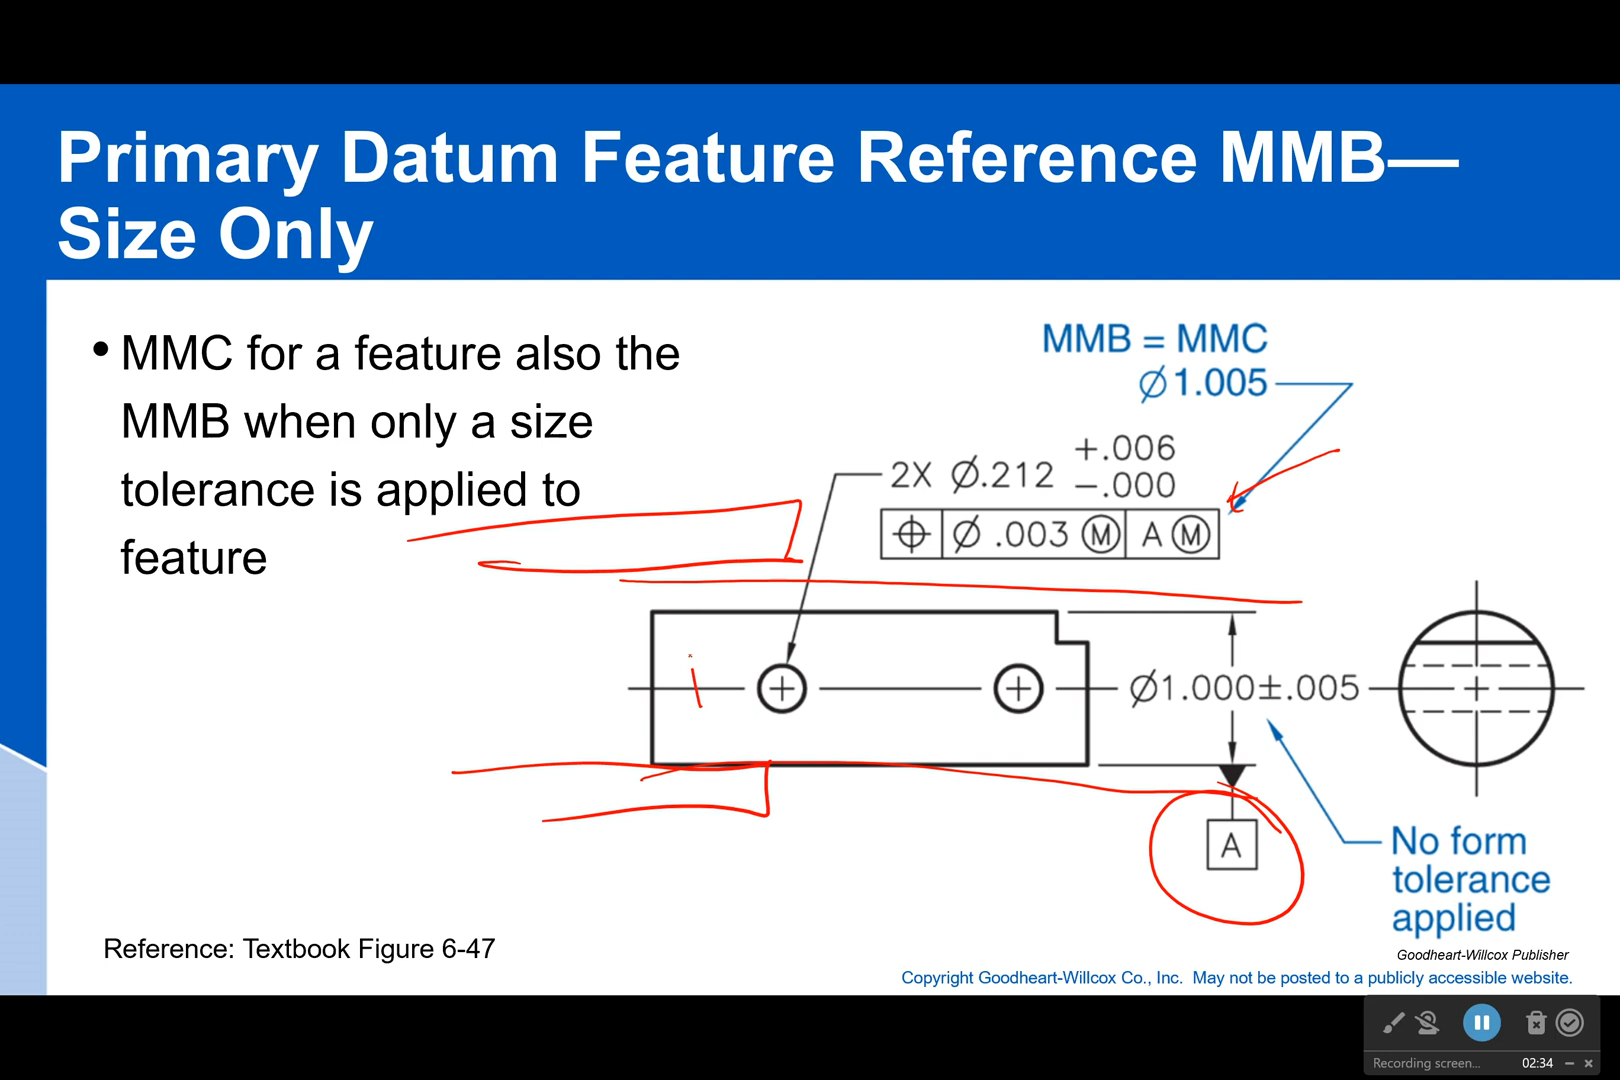 Primary Datum Feature Reference MMB—
Size Only
• MMC for a feature also the
MMB when only a size
tolerance is applied to
feature
MMB = MMC
Ø1.005
2X Ø.212 +.006
−.000
⌖ Ø .003 Ⓜ A Ⓜ
Ø1.000±.005
A
No form
tolerance
applied
Reference: Textbook Figure 6-47
Goodheart-Willcox Publisher
Copyright Goodheart-Willcox Co., Inc. May not be posted to a publicly accessible website.
Recording screen... 02:34